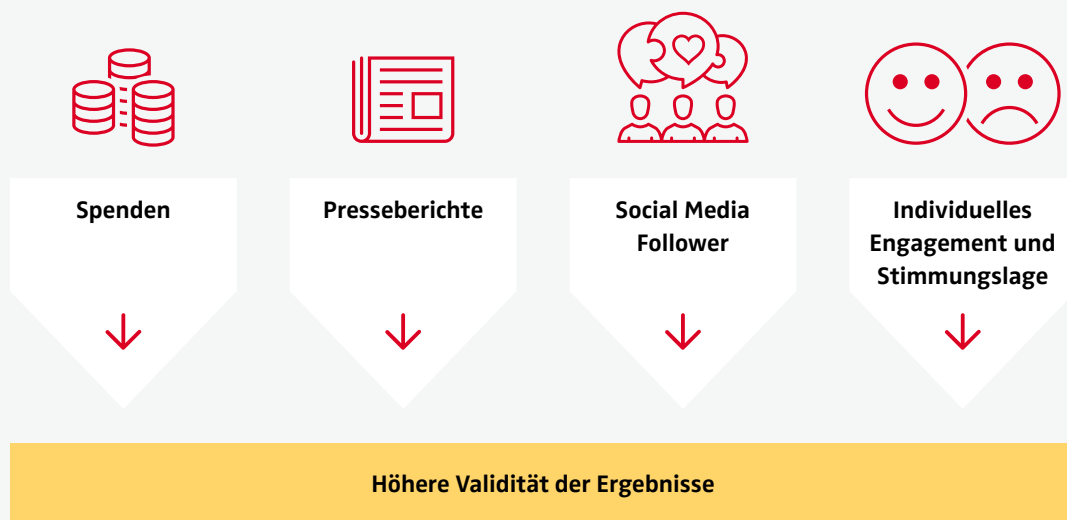 Spenden
Presseberichte
Social Media
Follower
Individuelles
Engagement und
Stimmungslage
Höhere Validität der Ergebnisse